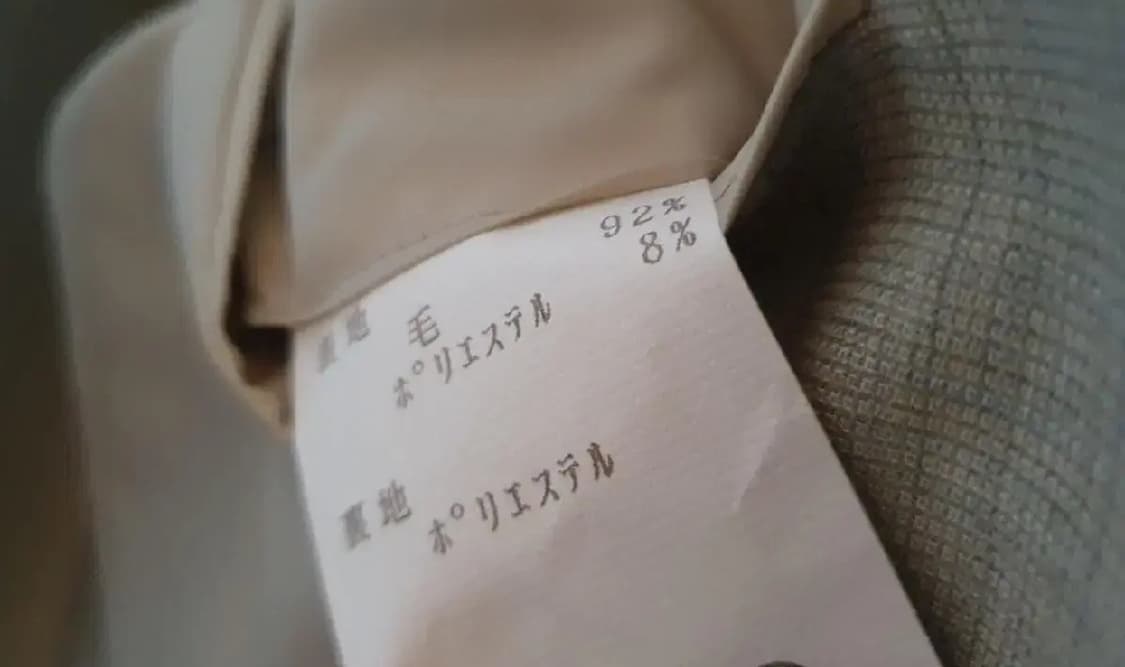 表地 毛 92%
ポリエステル 8%
裏地 ポリエステル